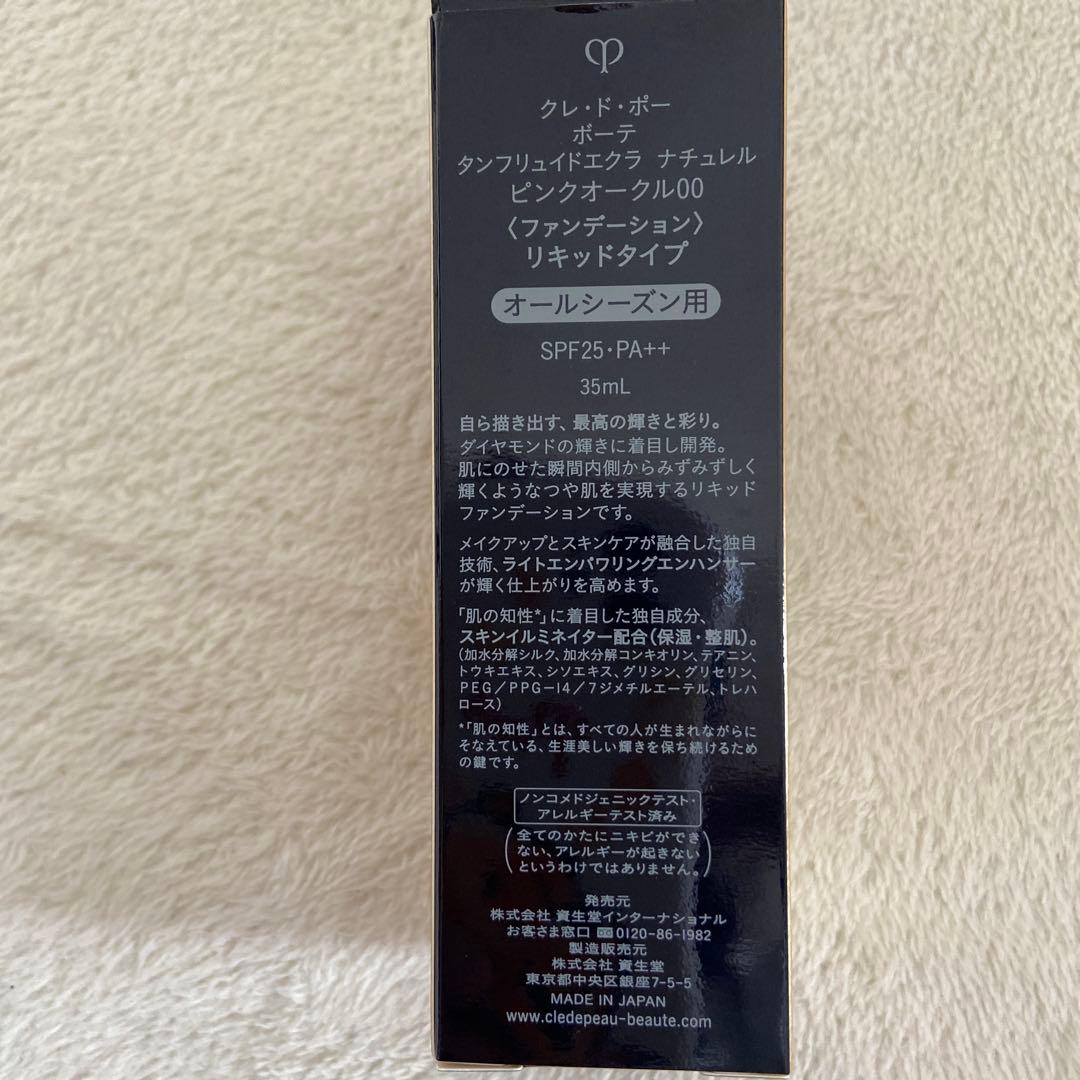 クレ・ド・ポー
ボーテ
タンフリュイドエクラ ナチュレル
ピンクオークル00
〈ファンデーション〉
リキッドタイプ
オールシーズン用
SPF25・PA++
35mL
自ら描き出す、最高の輝きと彩り。
ダイヤモンドの輝きに着目し開発。
肌にのせた瞬間内側からみずみずしく
輝くようなつや肌を実現するリキッド
ファンデーションです。
メイクアップとスキンケアが融合した独自
技術、ライトエンパワリングエンハンサー
が輝く仕上がりを高めます。
「肌の知性*」に着目した独自成分、
スキンイルミネイター配合(保湿・整肌)。
(加水分解シルク、加水分解コンキオリン、テアニン、
トウキエキス、シソエキス、グリシン、グリセリン、
PEG/PPG-14/7ジメチルエーテル、トレハ
ロース)
*「肌の知性」とは、すべての人が生まれながらに
そなえている、生涯美しい輝きを保ち続けるため
の鍵です。
ノンコメドジェニックテスト・
アレルギーテスト済み
(全てのかたにニキビができ
ない、アレルギーが起きない
というわけではありません。)
発売元
株式会社 資生堂インターナショナル
お客さま窓口 0120-86-1982
製造販売元
株式会社 資生堂
東京都中央区銀座7-5-5
MADE IN JAPAN
www.cledepeau-beaute.com